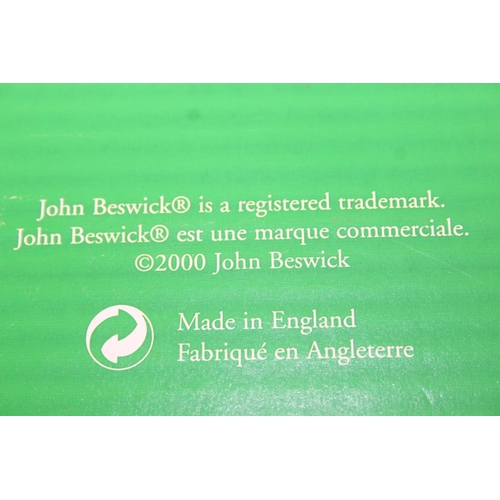 John Beswick® is a registered trademark.
John Beswick® est une marque commerciale.
©2000 John Beswick
Made in England
Fabriqué en Angleterre